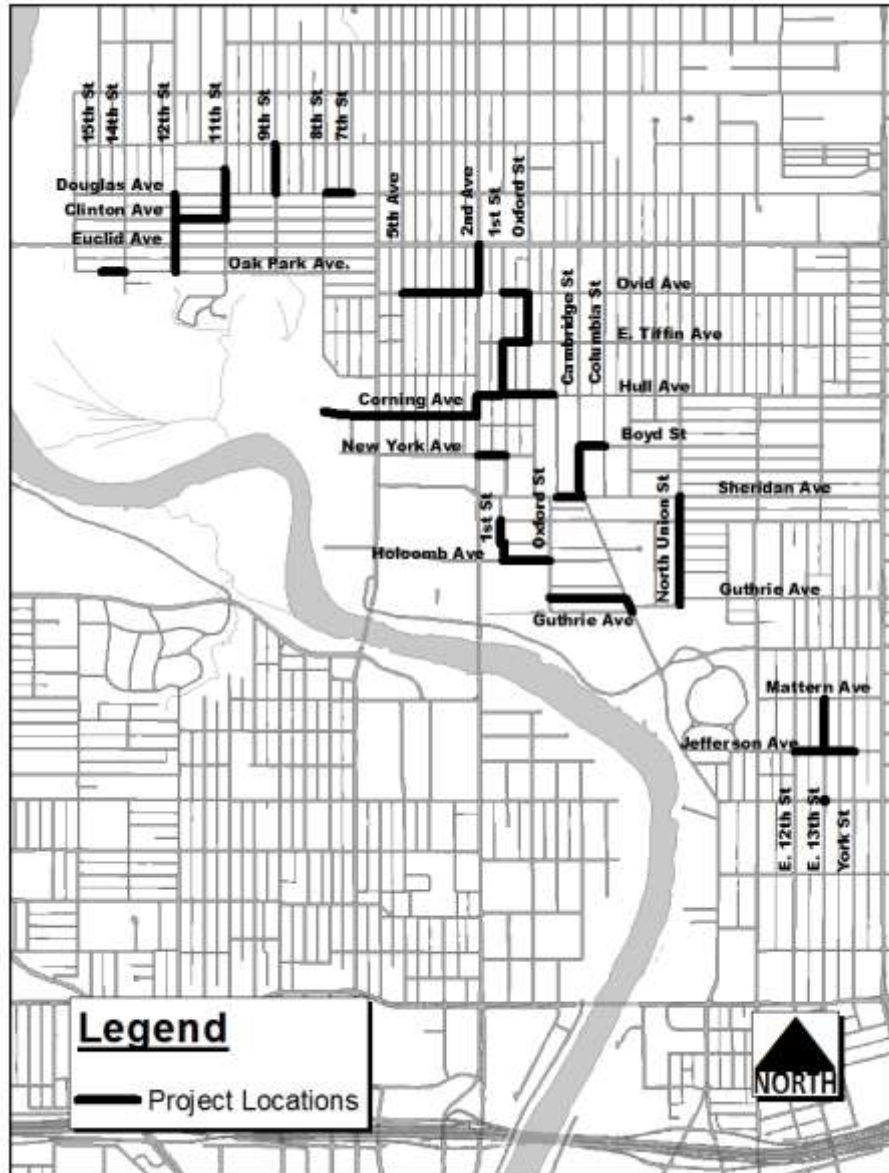 15th St
14th St
12th St
11th St
9th St
8th St
7th St
Douglas Ave
Clinton Ave
Euclid Ave
Oak Park Ave.
5th Ave
2nd Ave
1st St
Oxford St
Cambridge St
Columbia St
Ovid Ave
E. Tiffin Ave
Hull Ave
Corning Ave
New York Ave
Boyd St
Sheridan Ave
1st St
Oxford St
North Union St
Holcomb Ave
Guthrie Ave
Guthrie Ave
Mattern Ave
Jefferson Ave
E. 12th St
E. 13th St
York St
Legend
Project Locations
NORTH